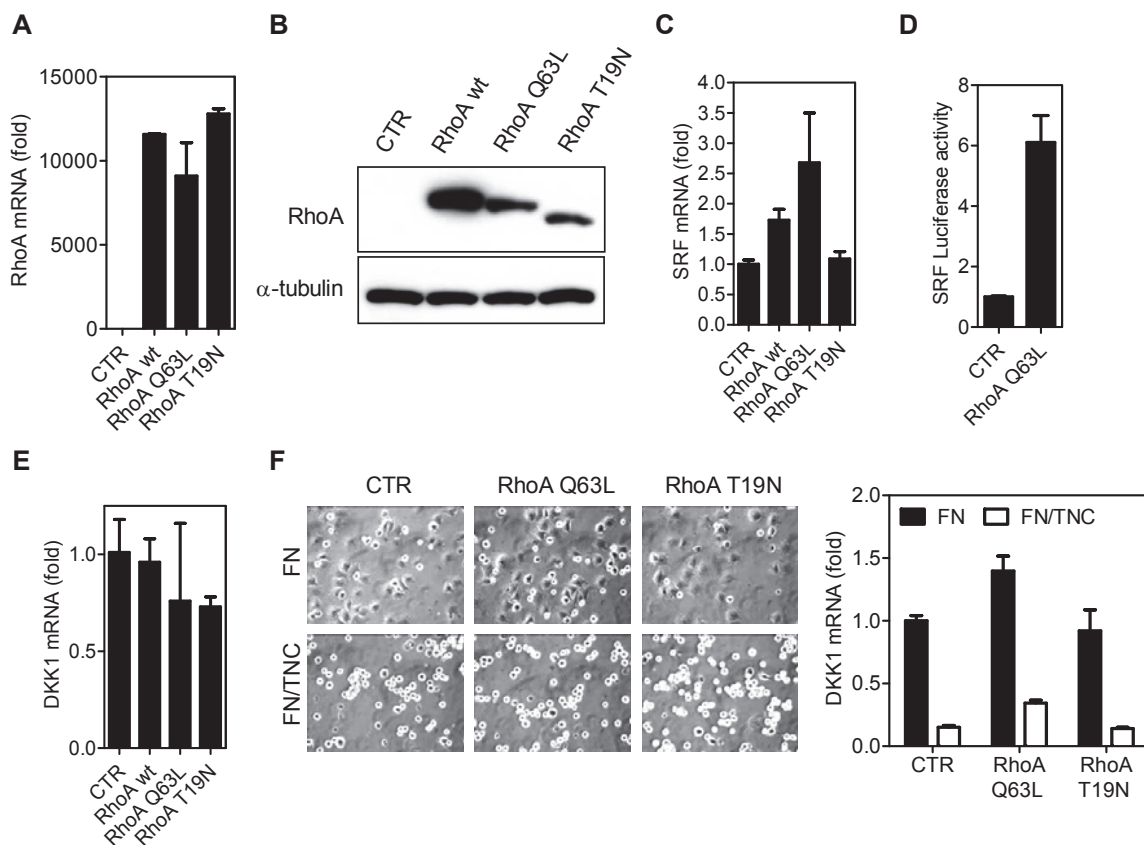 A
RhoA mRNA (fold)
15000
10000
5000
0
CTR
RhoA wt
RhoA Q63L
RhoA T19N
B
CTR
RhoA wt
RhoA Q63L
RhoA T19N
RhoA
α-tubulin
C
SRF mRNA (fold)
4.0
3.5
3.0
2.5
2.0
1.5
1.0
0.5
0.0
CTR
RhoA wt
RhoA Q63L
RhoA T19N
D
SRF Luciferase activity
8
6
4
2
0
CTR
RhoA Q63L
E
DKK1 mRNA (fold)
1.0
0.5
0.0
CTR
RhoA wt
RhoA Q63L
RhoA T19N
F
CTR
RhoA Q63L
RhoA T19N
FN
FN/TNC
DKK1 mRNA (fold)
2.0
1.5
1.0
0.5
0.0
FN
FN/TNC
CTR
RhoA
Q63L
RhoA
T19N